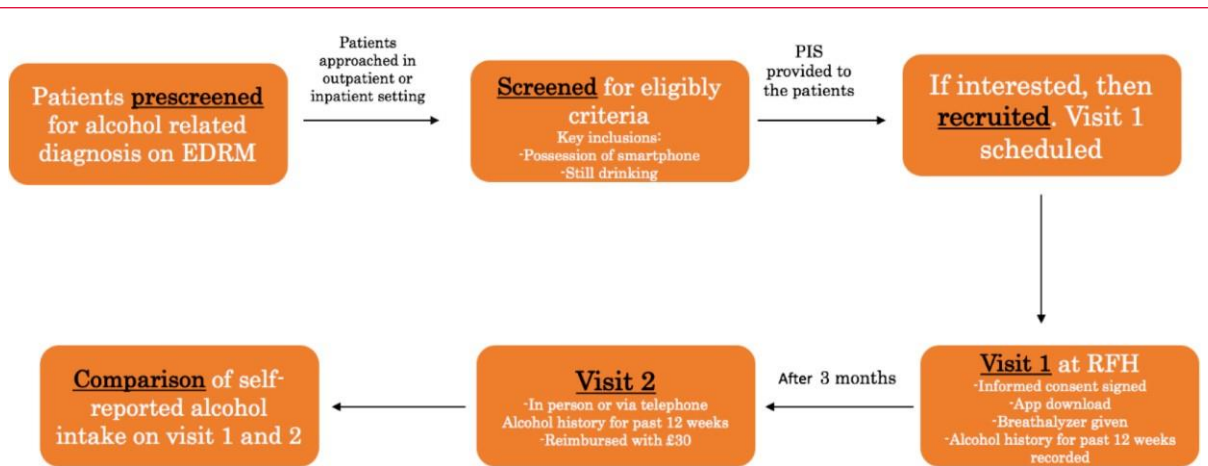 Patients prescreened
for alcohol related
diagnosis on EDRM
Patients
approached in
outpatient or
inpatient setting
Screened for eligibly
criteria
Key inclusions:
-Possession of smartphone
-Still drinking
PIS
provided to
the patients
If interested, then
recruited. Visit 1
scheduled
Visit 1 at RFH
-Informed consent signed
-App download
-Breathalyzer given
-Alcohol history for past 12 weeks
recorded
After 3 months
Visit 2
-In person or via telephone
Alcohol history for past 12 weeks
-Reimbursed with £30
Comparison of self-
reported alcohol
intake on visit 1 and 2